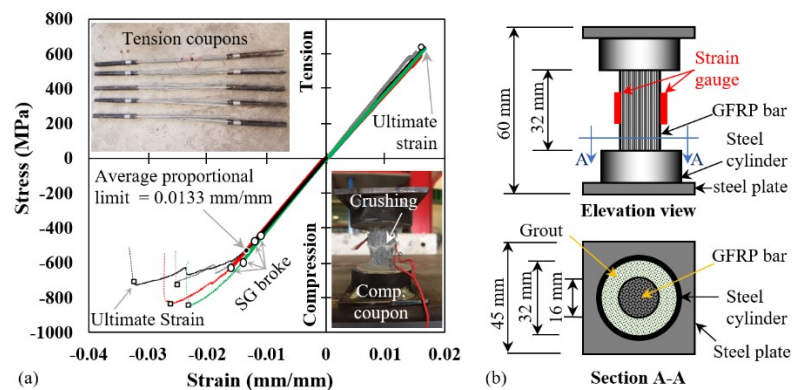 800
600
400
200
0
-200
-400
-600
-800
-1000
Stress (MPa)
Tension coupons
Tension
Ultimate
strain
Average proportional
limit = 0.0133 mm/mm
Crushing
Comp.
coupon
Compression
SG broke
Ultimate Strain
-0.04 -0.03 -0.02 -0.01 0 0.01 0.02
(a) Strain (mm/mm)
60 mm
32 mm
Strain
gauge
GFRP bar
Steel
cylinder
steel plate
A A
Elevation view
Grout
GFRP bar
Steel
cylinder
Steel plate
45 mm
32 mm
16 mm
(b) Section A-A